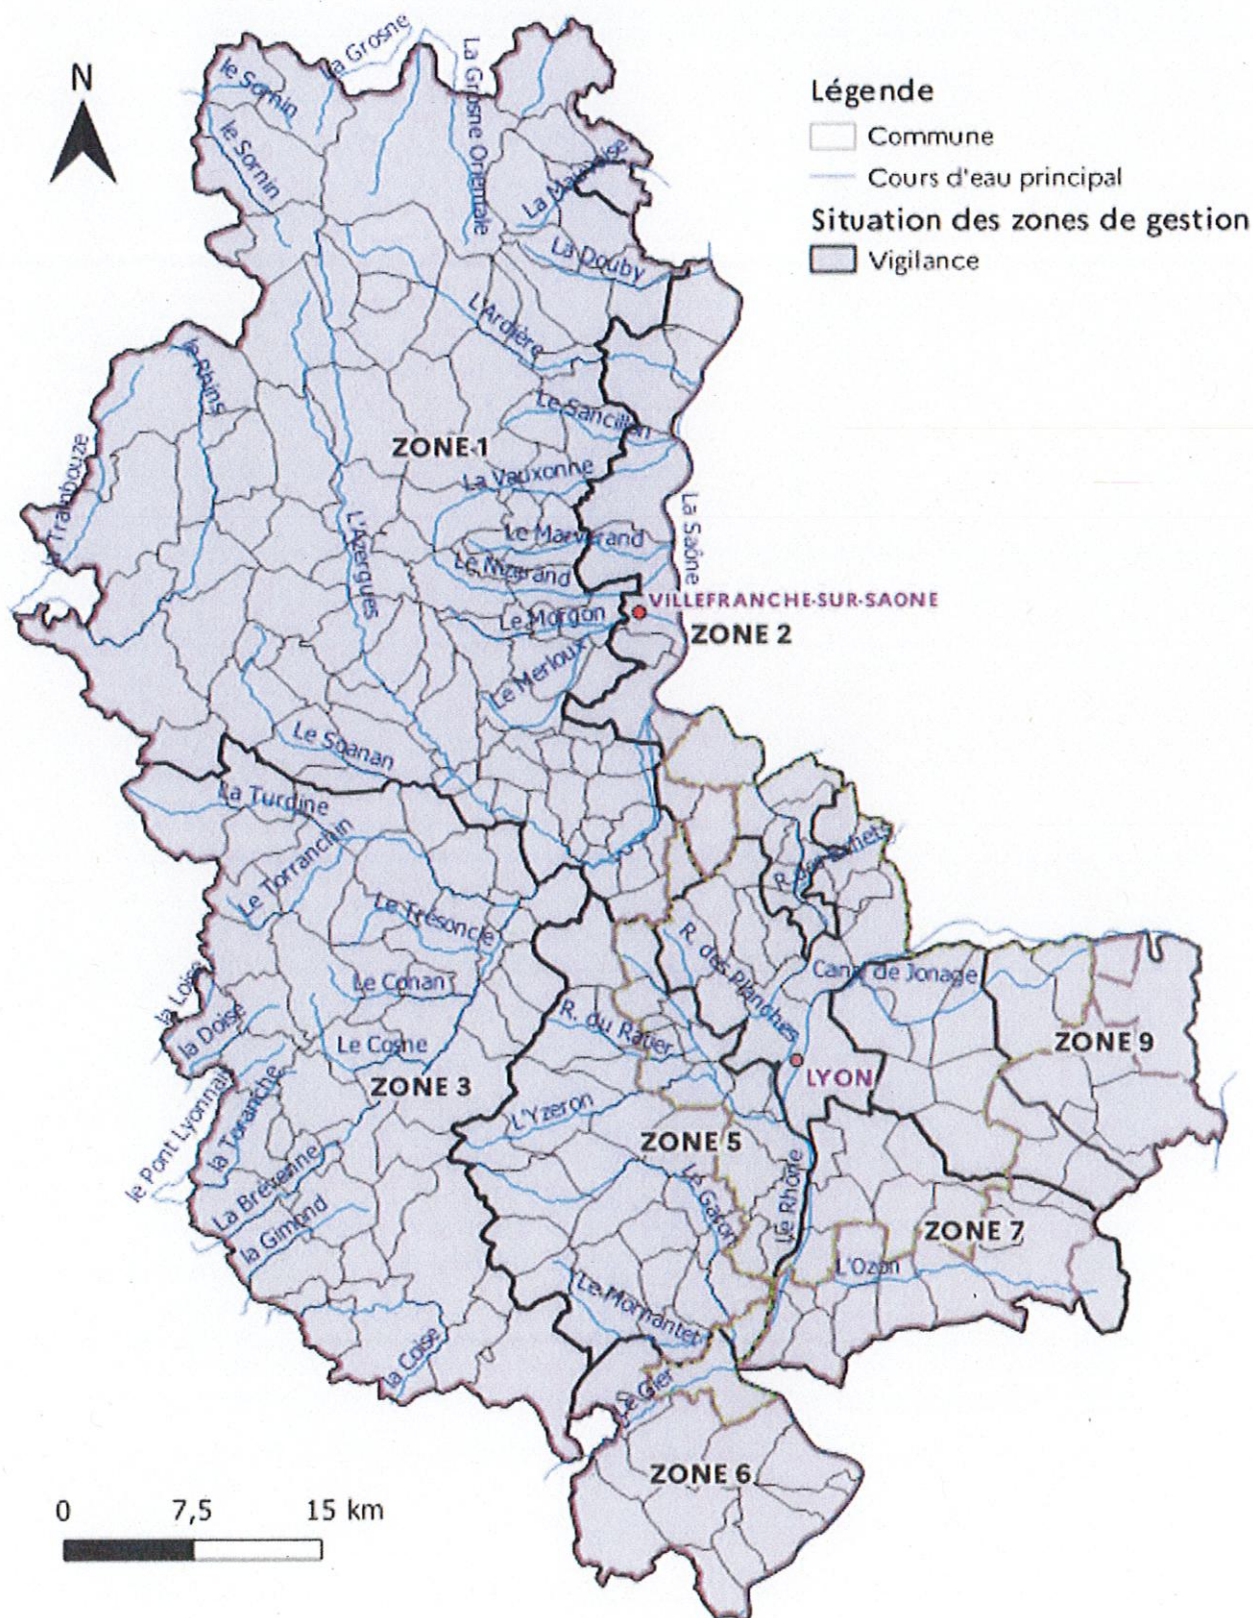 N
Légende
Commune
Cours d'eau principal
Situation des zones de gestion
Vigilance
La Grosne
le Sornin
La Grosne Orientale
le Sornin
La Douby
L'Ardière
le Rhins
Le Sancillon
ZONE 1
La Vauxonne
la Trambouze
La Saône
Le Marverand
L'Azergues
Le Nizerand
VILLEFRANCHE-SUR-SAONE
Le Morgon
ZONE 2
Le Merloux
Le Soanan
La Turdine
Le Torranchin
Le Trésoncle
R. des Planches
Canal de Jonage
la Loise
Le Conan
la Doise
R. du Ratier
Le Cosne
ZONE 9
ZONE 3
LYON
le Pont Lyonnais
la Toranche
L'Yzeron
ZONE 5
La Brévenne
Le Garon
Le Rhône
la Gimond
ZONE 7
L'Ozon
Le Mornantet
la Coise
Le Gier
ZONE 6
0 7,5 15 km